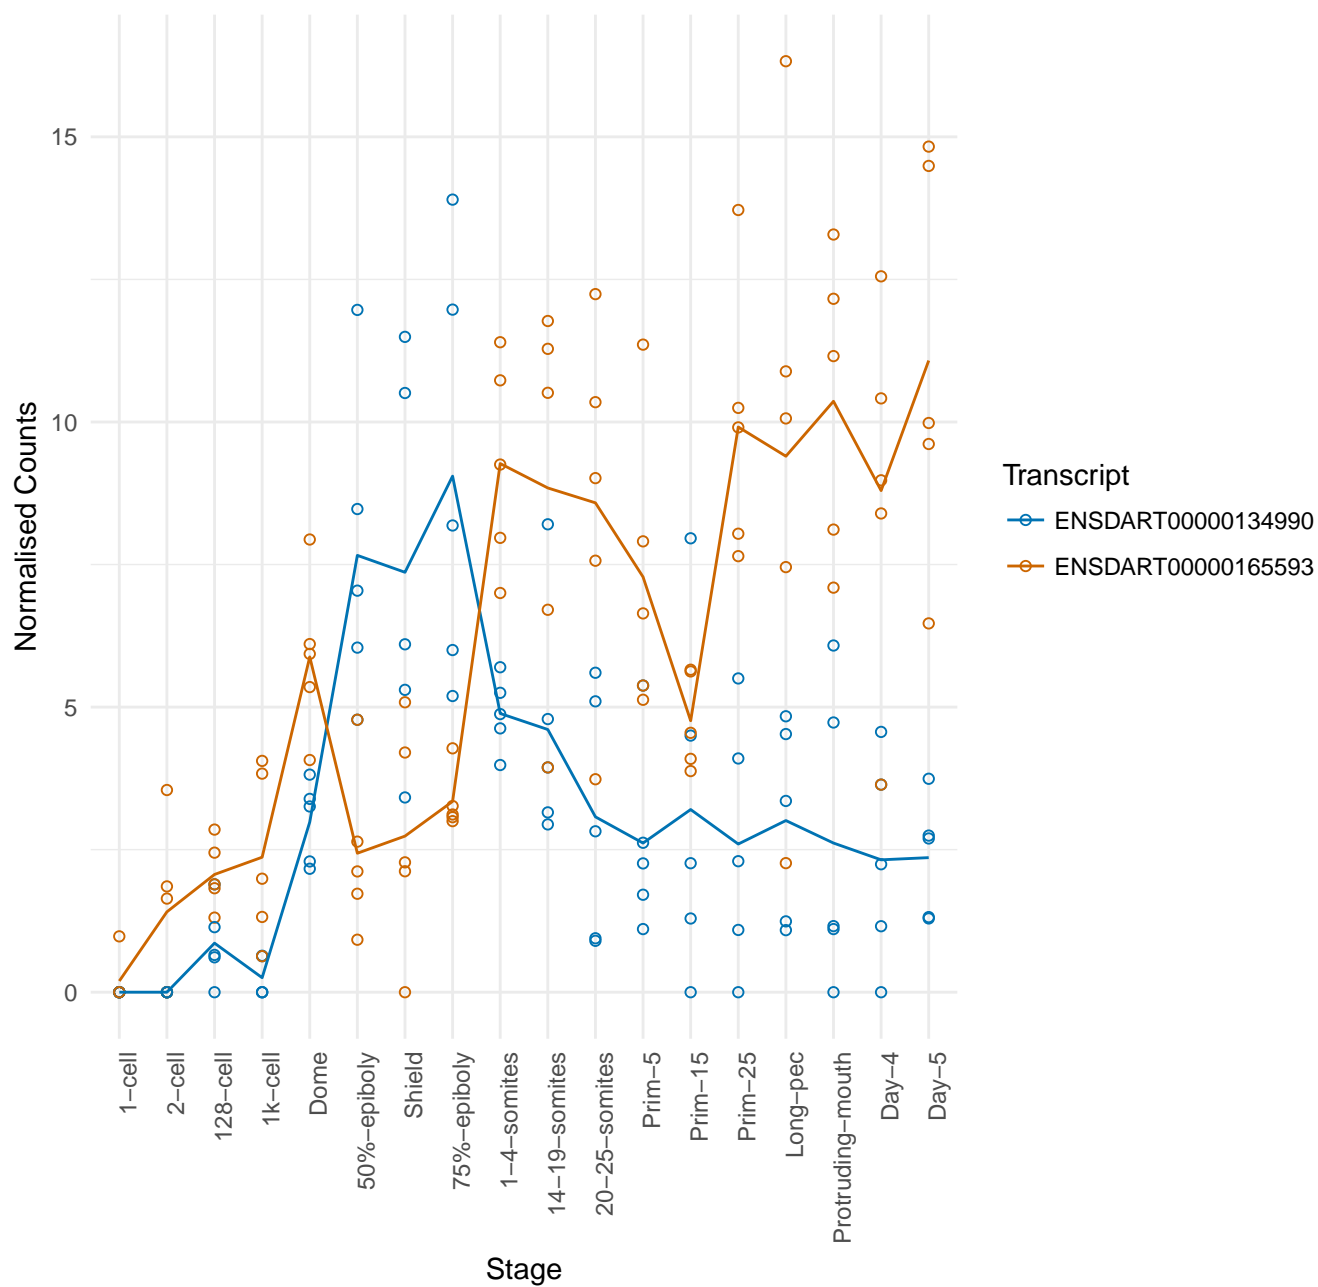 15
10
5
0
Normalised Counts
1−cell
2−cell
128−cell
1k−cell
Dome
50%−epiboly
Shield
75%−epiboly
1−4−somites
14−19−somites
20−25−somites
Prim−5
Prim−15
Prim−25
Long−pec
Protruding−mouth
Day−4
Day−5
Stage
Transcript
ENSDART00000134990
ENSDART00000165593